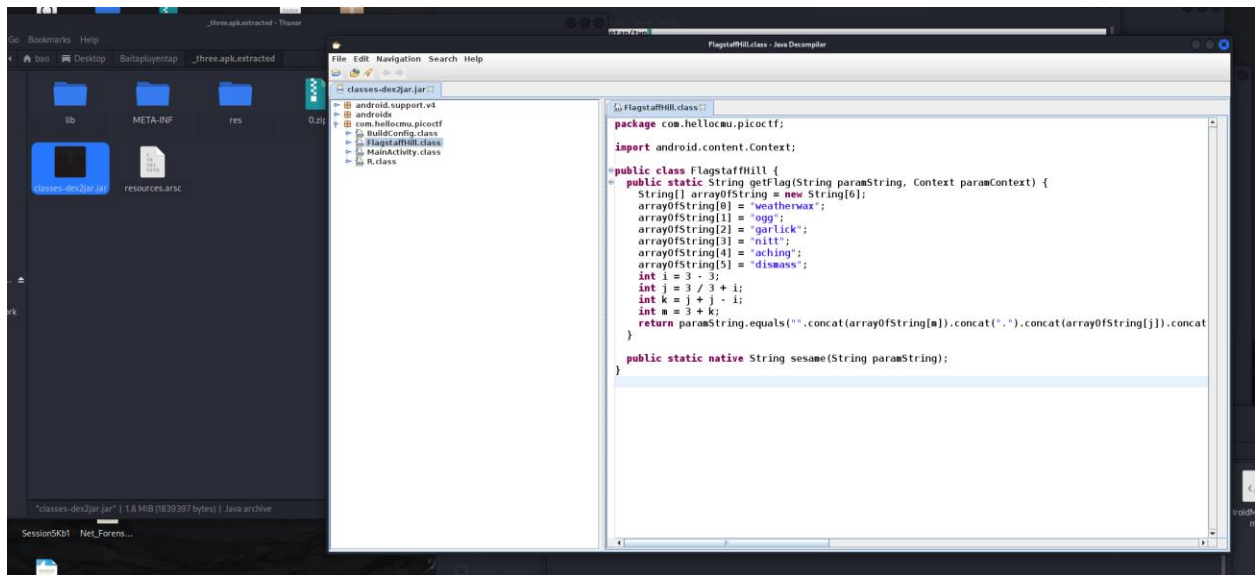 _three.apk.extracted - Thunar
Go Bookmarks Help
bao Desktop Baitapluyentap _three.apk.extracted
lib META-INF res 0.zip
classes-dex2jar.jar resources.arsc
"classes-dex2jar.jar" | 1.8 MiB (1839397 bytes) | Java archive
Session5Kb1 Net_Forens...
FlagstaffHill.class - Java Decompiler
File Edit Navigation Search Help
classes-dex2jar.jar
android.support.v4
androidx
com.hellocmu.picoctf
BuildConfig.class
FlagstaffHill.class
MainActivity.class
R.class
FlagstaffHill.class
package com.hellocmu.picoctf;
import android.content.Context;
public class FlagstaffHill {
public static String getFlag(String paramString, Context paramContext) {
String[] arrayOfString = new String[6];
arrayOfString[0] = "weatherwax";
arrayOfString[1] = "ogg";
arrayOfString[2] = "garlick";
arrayOfString[3] = "nitt";
arrayOfString[4] = "aching";
arrayOfString[5] = "dismass";
int i = 3 - 3;
int j = 3 / 3 + i;
int k = j + j - i;
int m = 3 + k;
return paramString.equals("".concat(arrayOfString[m]).concat(".").concat(arrayOfString[j]).concat
}
public static native String sesame(String paramString);
}